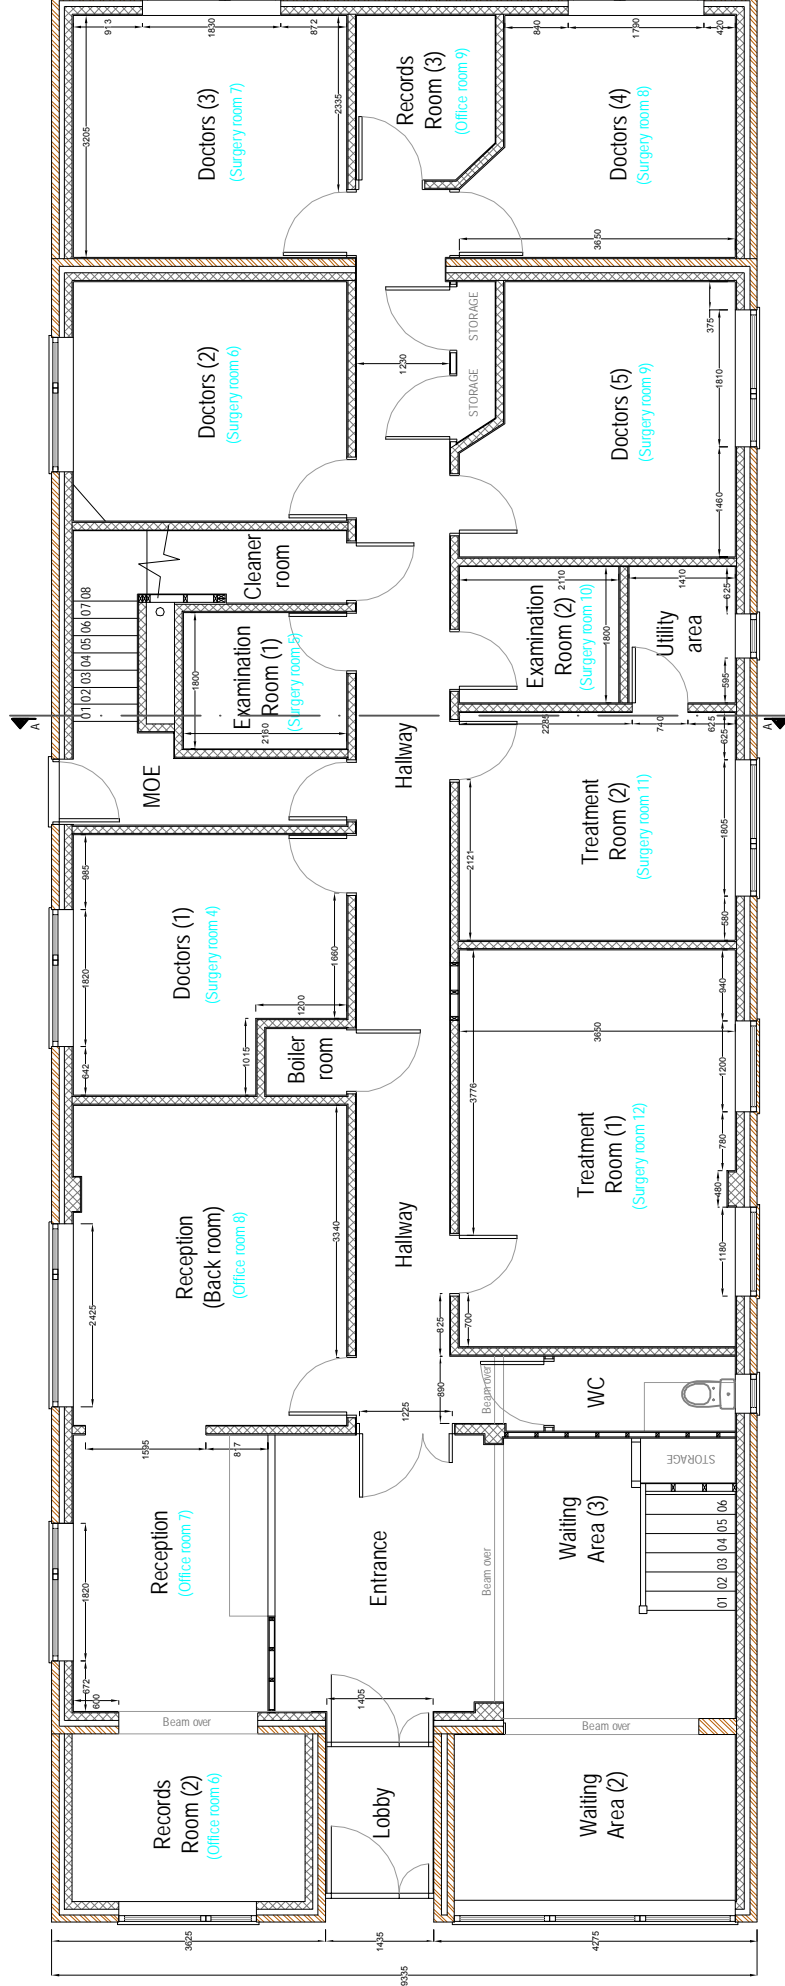 913
1830
872
3205
2335
Doctors (3)
(Surgery room 7)
Records
Room (3)
(Office room 9)
840
1790
420
Doctors (4)
(Surgery room 8)
3650
Doctors (2)
(Surgery room 6)
1230
STORAGE
STORAGE
375
1810
1460
Doctors (5)
(Surgery room 9)
Cleaner
room
01 02 03 04 05 06 07 08
Examination
Room (1)
(Surgery room 5)
1800
2160
Examination
Room (2)
(Surgery room 10)
2110
1800
1410
625
595
Utility
area
A
A
MOE
Hallway
2285
740
625
625
1805
580
2121
Treatment
Room (2)
(Surgery room 11)
985
1820
642
Doctors (1)
(Surgery room 4)
1660
1200
1015
Boiler
room
3776
3650
940
1200
780
480
1180
700
Treatment
Room (1)
(Surgery room 12)
Reception
(Back room)
(Office room 8)
3340
2425
Hallway
825
890
1225
Beam over
WC
1595
817
STORAGE
Reception
(Office room 7)
1820
672
600
Entrance
Beam over
Waiting
Area (3)
01 02 03 04 05 06
1405
Beam over
Beam over
Records
Room (2)
(Office room 6)
Lobby
Waiting
Area (2)
3625
1435
4275
9335